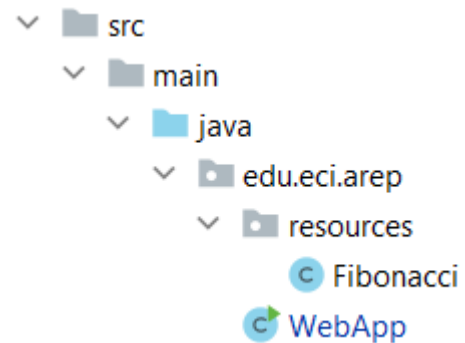 src
main
java
edu.eci.arep
resources
C Fibonacci
C WebApp